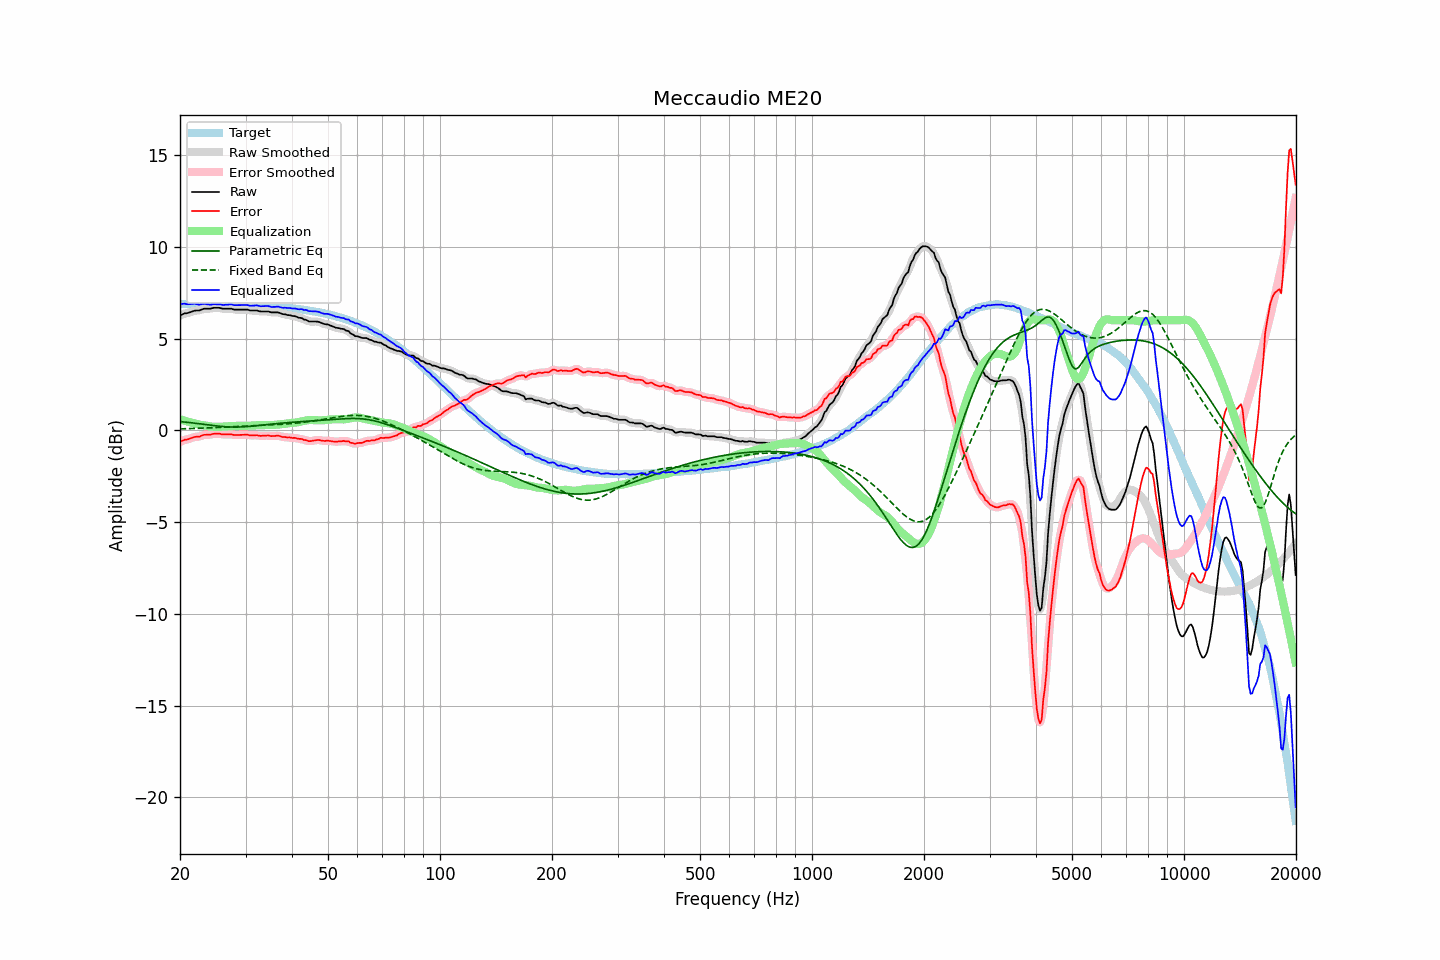 Meccaudio ME20
Target
Raw Smoothed
Error Smoothed
Raw
Error
Equalization
Parametric Eq
Fixed Band Eq
Equalized
15
10
5
0
−5
−10
−15
−20
Amplitude (dBr)
20
50
100
200
500
1000
2000
5000
10000
20000
Frequency (Hz)